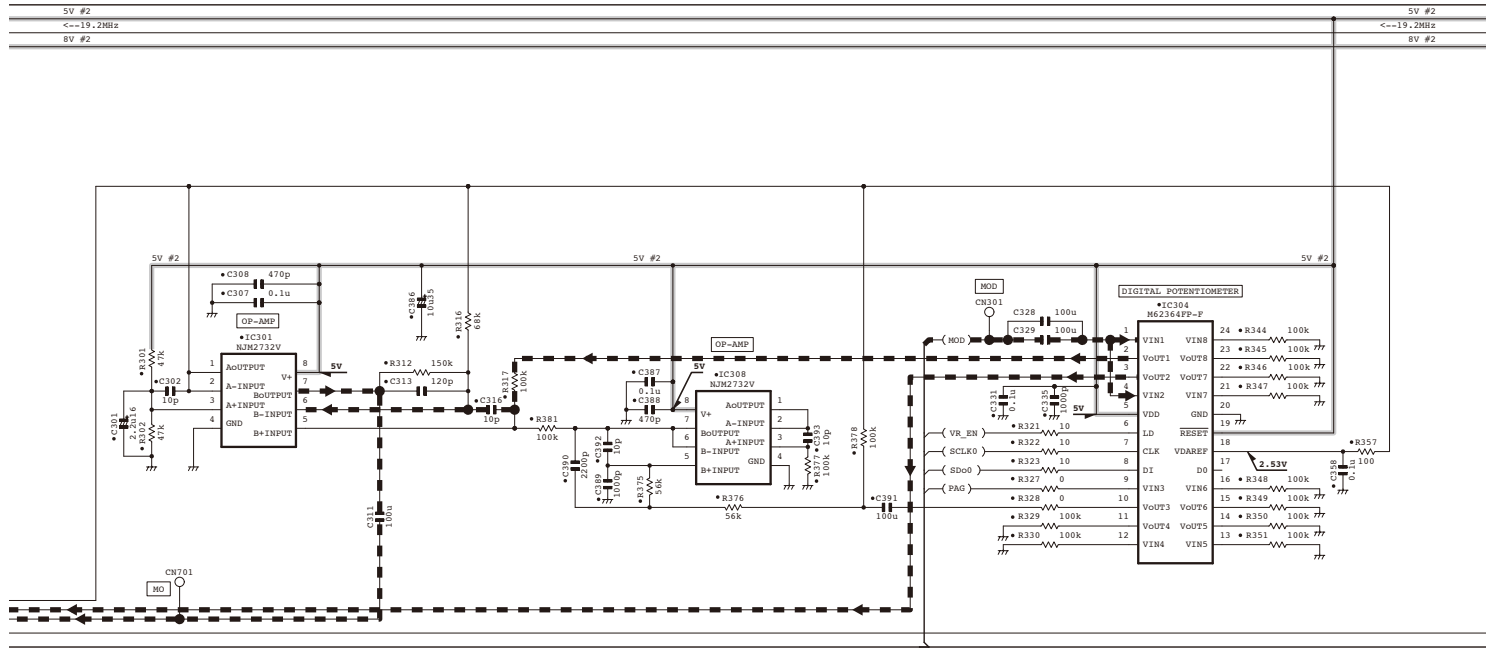 5V #2
5V #2
<--19.2MHz
<--19.2MHz
8V #2
8V #2
5V #2
5V #2
5V #2
•C308 470p
•C307 0.1u
OP-AMP
•IC301
NJM2732V
•R301
47k
•C302
10p
•C301
2.2u16
•R302
47k
1 AoUTPUT
2 A-INPUT
3 A+INPUT
4 GND
8 V+
7 BoUTPUT
6 B-INPUT
5 B+INPUT
5V
•C386
10u35
•R316
68k
•R312 150k
•C313 120p
•C316
10p
•R317
100k
•R381
100k
C311
100u
CN701
MO
•C390
2200p
•C392
10p
•C389
1000p
•R375
56k
•R376
56k
•C387
0.1u
•C388
470p
OP-AMP
5V
•IC308
NJM2732V
8 V+
7 BoUTPUT
6 B-INPUT
5 B+INPUT
AoUTPUT 1
A-INPUT 2
A+INPUT 3
GND 4
•C393
10p
•R377
100k
•R378
100k
•C391
100u
MOD
CN301
C328 100u
C329 100u
MOD
•C331
0.1u
•C335
1000p
5V
VR_EN
SCLK0
SDo0
PAG
•R321 10
•R322 10
•R323 10
•R327 0
•R328 0
•R329 100k
•R330 100k
DIGITAL POTENTIOMETER
•IC304
M62364FP-F
1 VIN1
2 VoUT1
3 VoUT2
4 VIN2
5 VDD
6 LD
7 CLK
8 DI
9 VIN3
10 VoUT3
11 VoUT4
12 VIN4
VIN8 24
VoUT8 23
VoUT7 22
VIN7 21
GND 20
RESET 19
VDAREF 18
D0 17
VIN6 16
VoUT6 15
VoUT5 14
VIN5 13
•R344 100k
•R345 100k
•R346 100k
•R347 100k
2.53V
•R357
100
•C358
0.1u
•R348 100k
•R349 100k
•R350 100k
•R351 100k